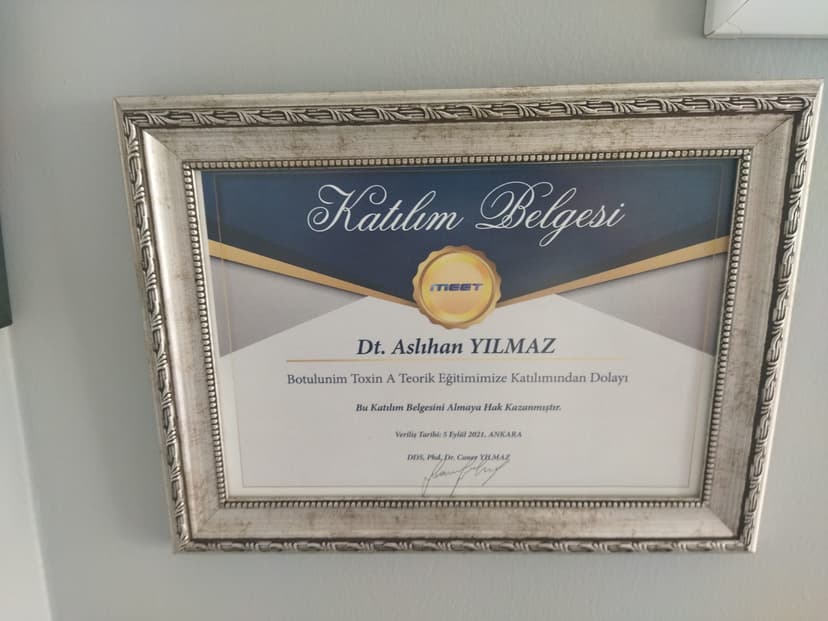 Katılım Belgesi
MEET
Dt. Aslıhan YILMAZ
Botulunim Toxin A Teorik Eğitimimize Katılımından Dolayı
Bu Katılım Belgesini Almaya Hak Kazanmıştır.
Veriliş Tarihi: 5 Eylül 2021, ANKARA
DDS, Phd, Dr. Caner YILMAZ